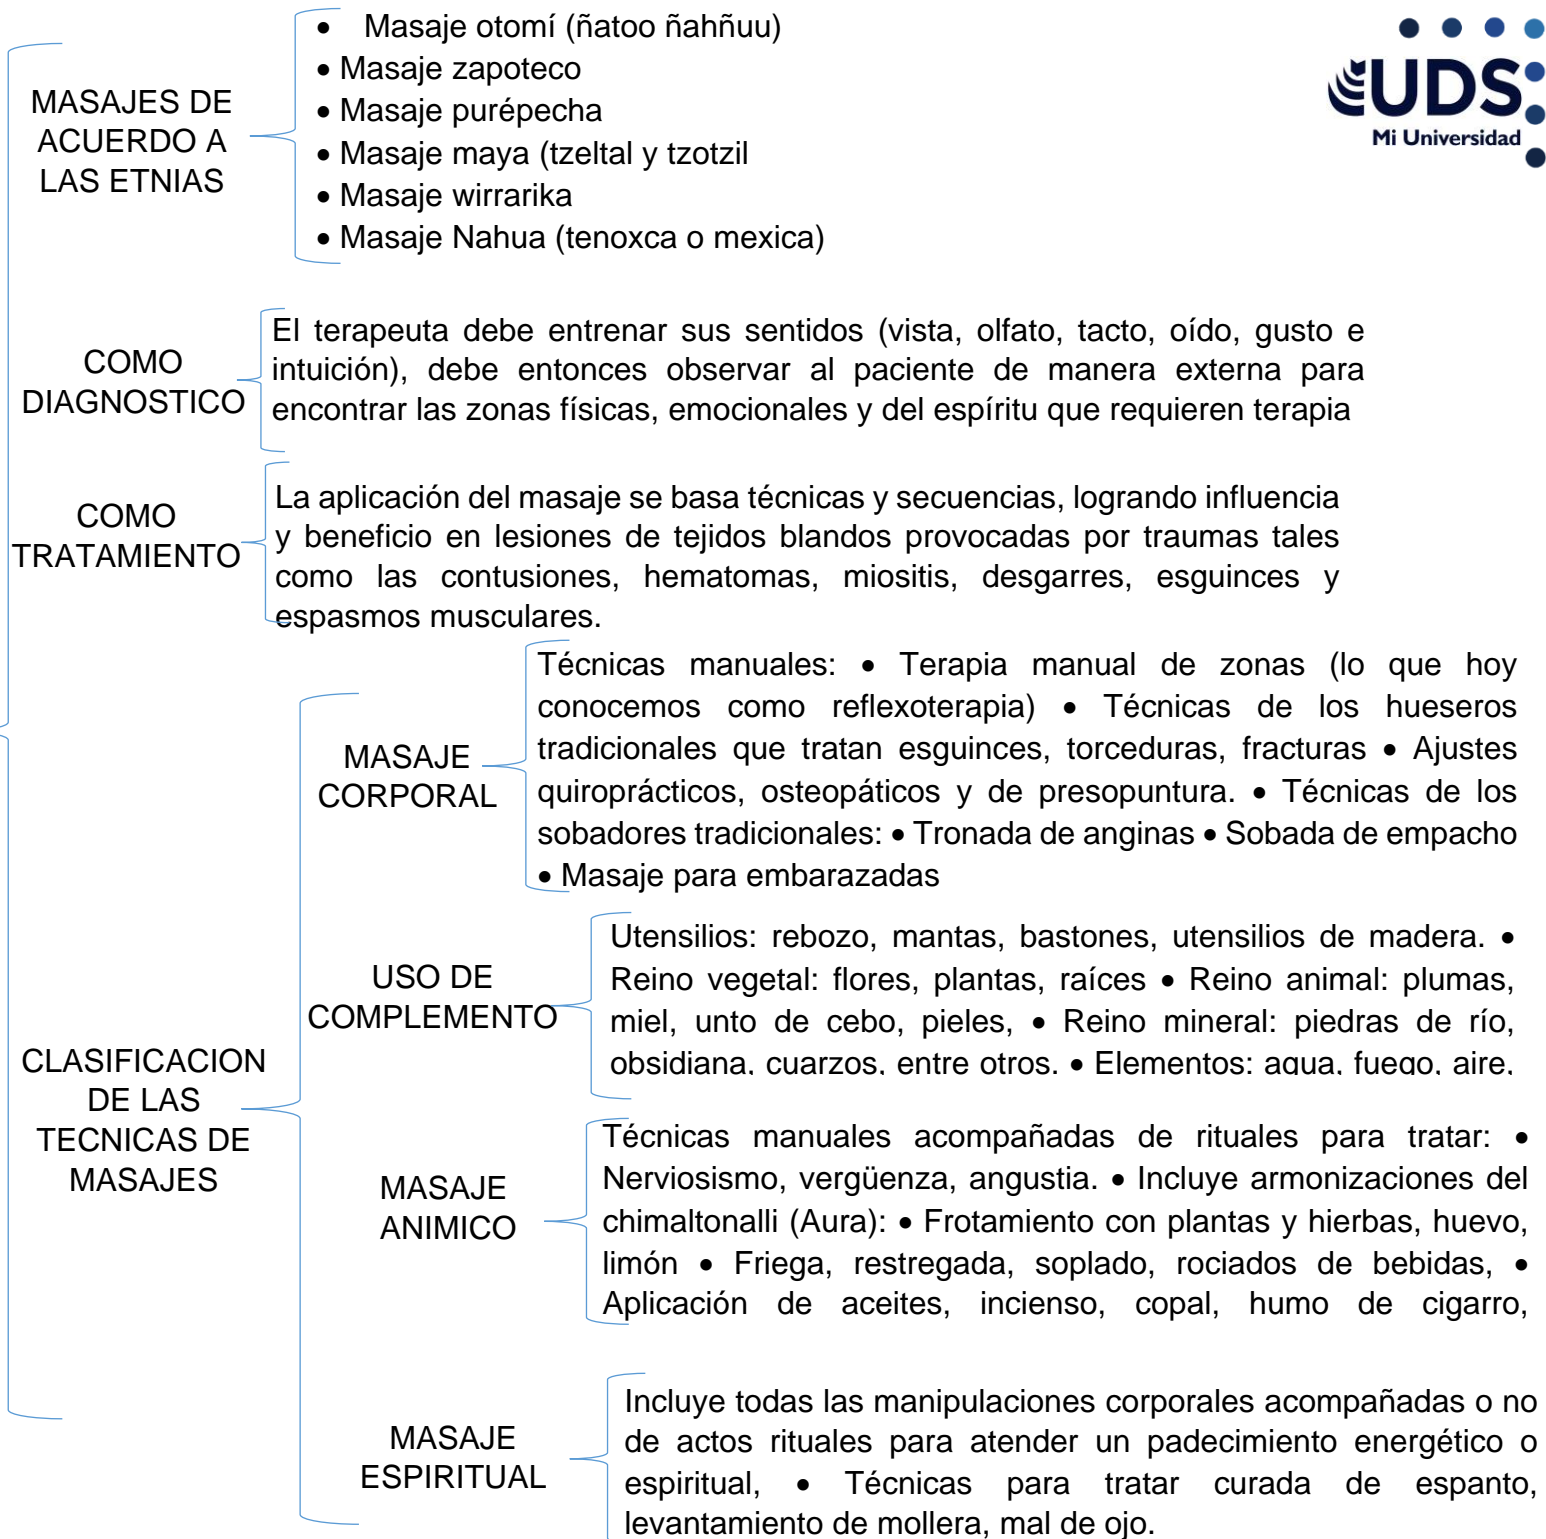 • Masaje otomí (ñatoo ñahñuu)
• Masaje zapoteco
• Masaje purépecha
• Masaje maya (tzeltal y tzotzil
• Masaje wirrarika
• Masaje Nahua (tenoxca o mexica)
MASAJES DE
ACUERDO A
LAS ETNIAS
UDS
Mi Universidad
COMO
DIAGNOSTICO
El terapeuta debe entrenar sus sentidos (vista, olfato, tacto, oído, gusto e
intuición), debe entonces observar al paciente de manera externa para
encontrar las zonas físicas, emocionales y del espíritu que requieren terapia
COMO
TRATAMIENTO
La aplicación del masaje se basa técnicas y secuencias, logrando influencia
y beneficio en lesiones de tejidos blandos provocadas por traumas tales
como las contusiones, hematomas, miositis, desgarres, esguinces y
espasmos musculares.
CLASIFICACION
DE LAS
TECNICAS DE
MASAJES
MASAJE
CORPORAL
Técnicas manuales: • Terapia manual de zonas (lo que hoy
conocemos como reflexoterapia) • Técnicas de los hueseros
tradicionales que tratan esguinces, torceduras, fracturas • Ajustes
quiroprácticos, osteopáticos y de presopuntura. • Técnicas de los
sobadores tradicionales: • Tronada de anginas • Sobada de empacho
• Masaje para embarazadas
USO DE
COMPLEMENTO
Utensilios: rebozo, mantas, bastones, utensilios de madera. •
Reino vegetal: flores, plantas, raíces • Reino animal: plumas,
miel, unto de cebo, pieles, • Reino mineral: piedras de río,
obsidiana, cuarzos, entre otros. • Elementos: agua, fuego, aire,
MASAJE
ANIMICO
Técnicas manuales acompañadas de rituales para tratar: •
Nerviosismo, vergüenza, angustia. • Incluye armonizaciones del
chimaltonalli (Aura): • Frotamiento con plantas y hierbas, huevo,
limón • Friega, restregada, soplado, rociados de bebidas, •
Aplicación de aceites, incienso, copal, humo de cigarro,
MASAJE
ESPIRITUAL
Incluye todas las manipulaciones corporales acompañadas o no
de actos rituales para atender un padecimiento energético o
espiritual, • Técnicas para tratar curada de espanto,
levantamiento de mollera, mal de ojo.